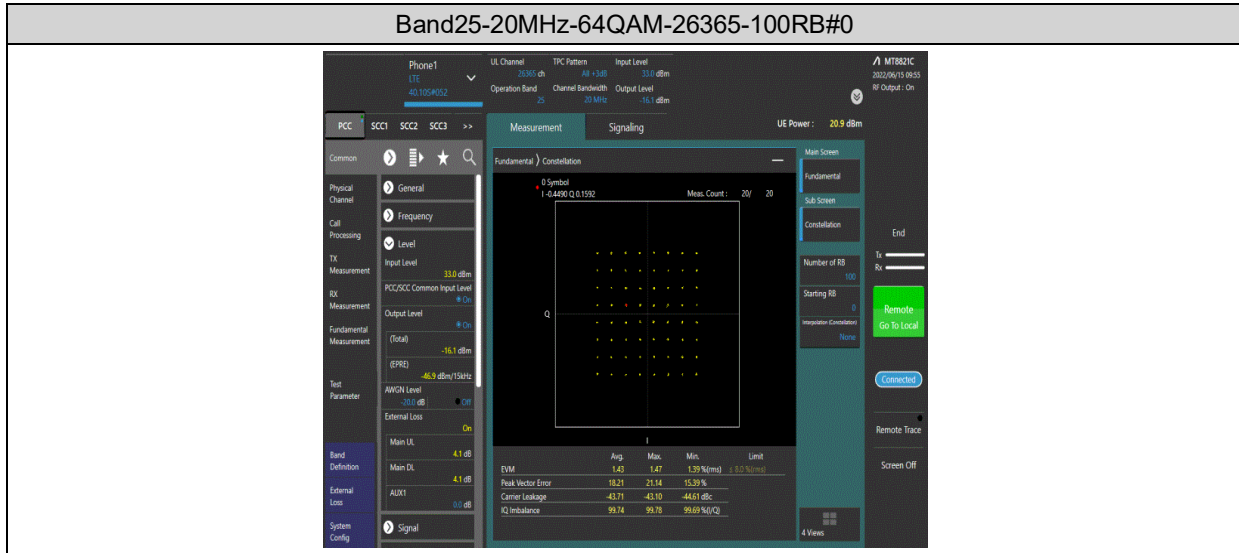 Band25-20MHz-64QAM-26365-100RB#0
Phone1
LTE
40.10S#052
UL Channel
26365 ch
TPC Pattern
All +3dB
Input Level
33.0 dBm
Operation Band
25
Channel Bandwidth
20 MHz
Output Level
-16.1 dBm
MT8821C
2022/06/15 09:55
RF Output : On
PCC SCC1 SCC2 SCC3 >>
Measurement
Signaling
UE Power : 20.9 dBm
Common
Physical
Channel
Call
Processing
TX
Measurement
RX
Measurement
Fundamental
Measurement
Test
Parameter
Band
Definition
External
Loss
System
Config
General
Frequency
Level
Input Level
33.0 dBm
PCC/SCC Common Input Level
On
Output Level
On
(Total)
-16.1 dBm
(EPRE)
-46.9 dBm/15kHz
AWGN Level
-20.0 dB Off
External Loss
On
Main UL
4.1 dB
Main DL
4.1 dB
AUX1
0.0 dB
Signal
Fundamental ) Constellation
0 Symbol
I -0.4490 Q 0.1592
Meas. Count : 20/ 20
Q
I
Avg. Max. Min. Limit
EVM 1.43 1.47 1.39 %(rms) ≤ 8.0 %(rms)
Peak Vector Error 18.21 21.14 15.39 %
Carrier Leakage -43.71 -43.10 -44.61 dBc
IQ Imbalance 99.74 99.78 99.69 %(I/Q)
Main Screen
Fundamental
Sub Screen
Constellation
Number of RB
100
Starting RB
0
Interpolation (Constellation)
None
4 Views
End
Tx
Rx
Remote
Go To Local
Connected
Remote Trace
Screen Off